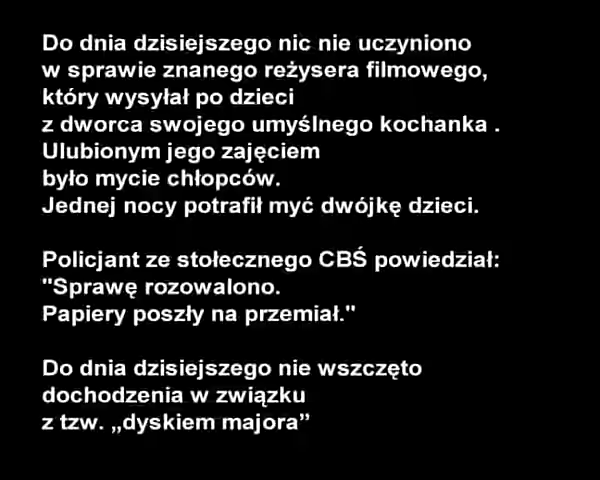 Do dnia dzisiejszego nic nie uczyniono
w sprawie znanego reżysera filmowego,
który wysyłał po dzieci
z dworca swojego umyślnego kochanka .
Ulubionym jego zajęciem
było mycie chłopców.
Jednej nocy potrafił myć dwójkę dzieci.

Policjant ze stołecznego CBŚ powiedział:
"Sprawę rozowalono.
Papiery poszły na przemiał."

Do dnia dzisiejszego nie wszczęto
dochodzenia w związku
z tzw. „dyskiem majora”